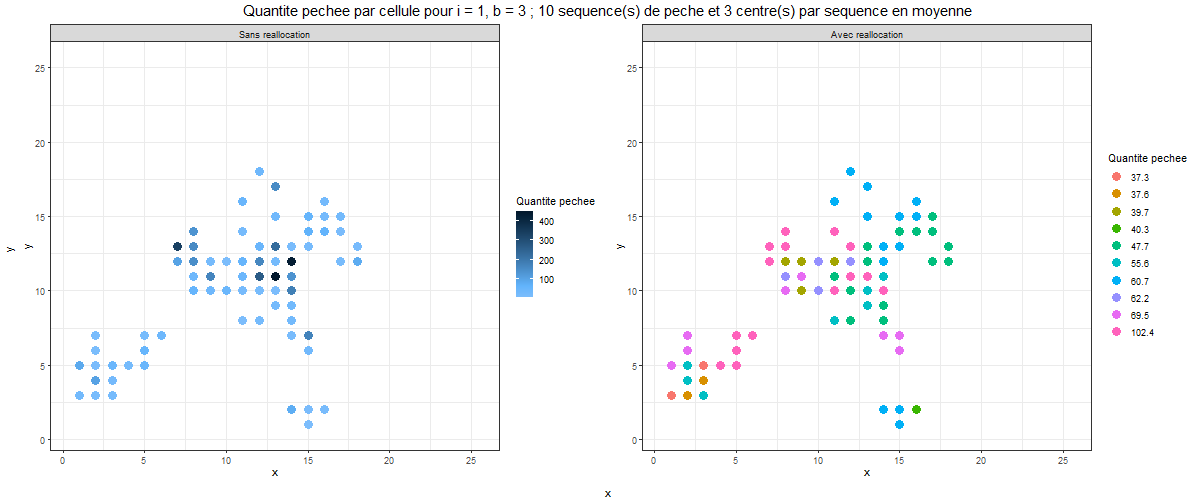 Quantite pechee par cellule pour i = 1, b = 3 ; 10 sequence(s) de peche et 3 centre(s) par sequence en moyenne
Sans reallocation
25
20
15
10
5
0
0 5 10 15 20 25
x
y
y
Quantite pechee
400
300
200
100
Avec reallocation
25
20
15
10
5
0
0 5 10 15 20 25
x
y
Quantite pechee
37.3
37.6
39.7
40.3
47.7
55.6
60.7
62.2
69.5
102.4
x